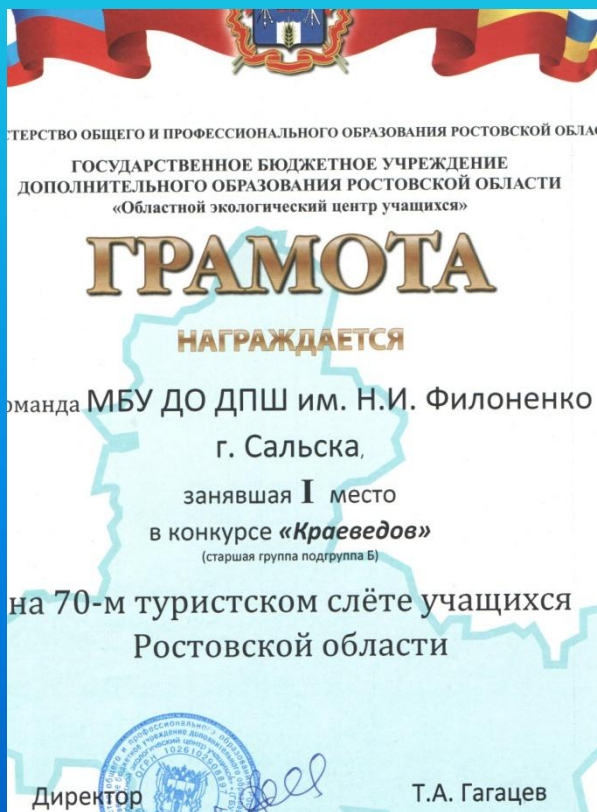 ТЕРСТВО ОБЩЕГО И ПРОФЕССИОНАЛЬНОГО ОБРАЗОВАНИЯ РОСТОВСКОЙ ОБЛА
ГОСУДАРСТВЕННОЕ БЮДЖЕТНОЕ УЧРЕЖДЕНИЕ
ДОПОЛНИТЕЛЬНОГО ОБРАЗОВАНИЯ РОСТОВСКОЙ ОБЛАСТИ
«Областной экологический центр учащихся»
ГРАМОТА
НАГРАЖДАЕТСЯ
оманда МБУ ДО ДПШ им. Н.И. Филоненко
г. Сальска,
занявшая I место
в конкурсе «Краеведов»
(старшая группа подгруппа Б)
на 70-м туристском слёте учащихся
Ростовской области
Директор Т.А. Гагацев